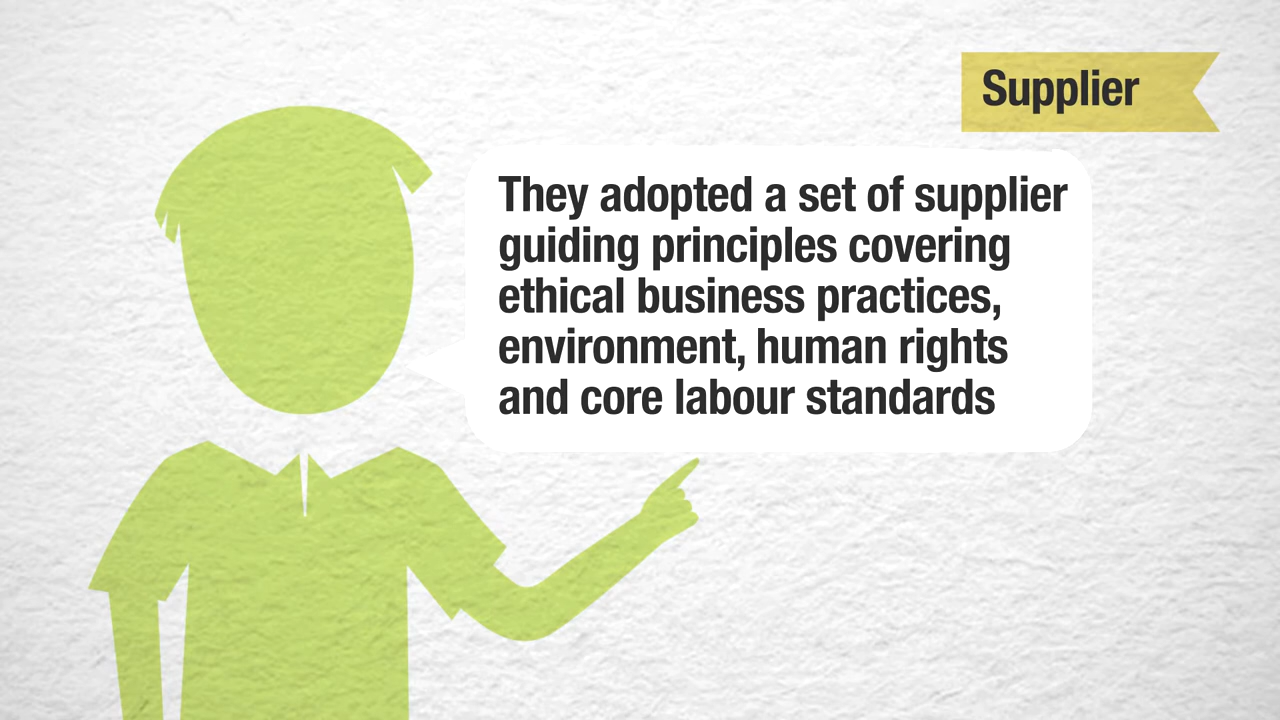 Supplier
They adopted a set of supplier
guiding principles covering
ethical business practices,
environment, human rights
and core labour standards